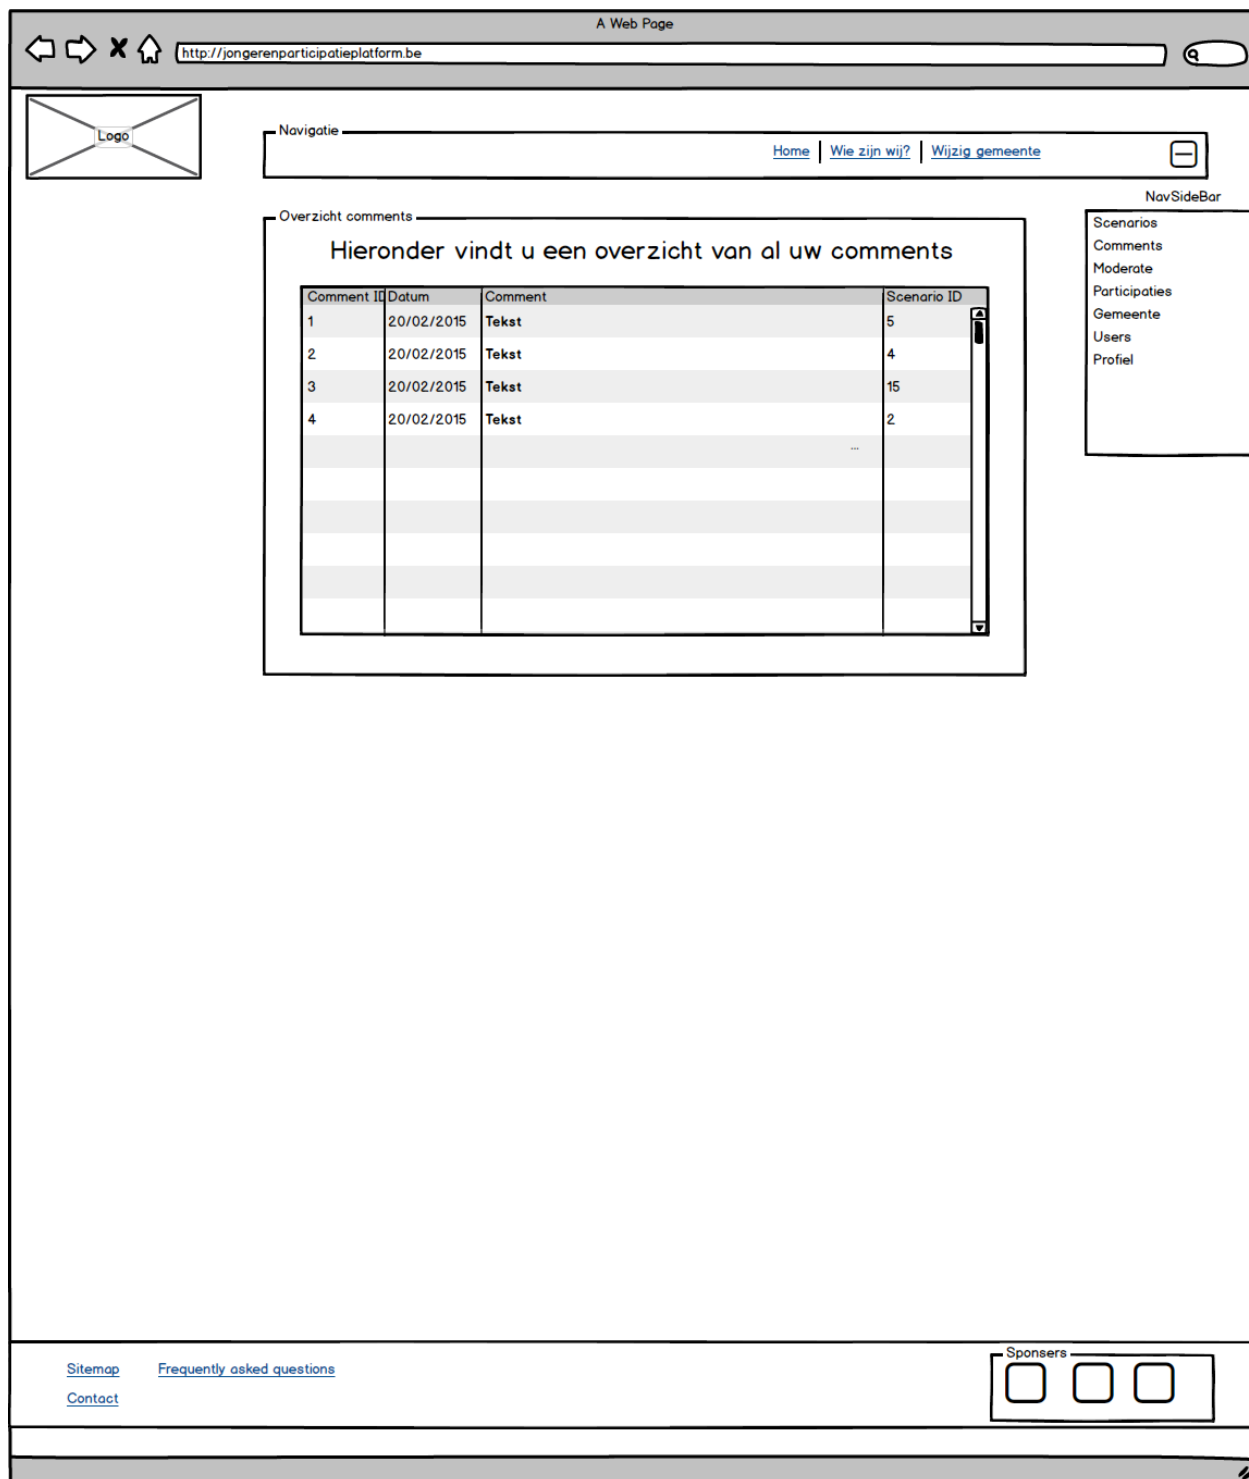 A Web Page
http://jongerenparticipatieplatform.be
Logo
Navigatie
Home Wie zijn wij? Wijzig gemeente
NavSideBar
Scenarios
Comments
Moderate
Participaties
Gemeente
Users
Profiel
Overzicht comments
Hieronder vindt u een overzicht van al uw comments
Comment ID Datum Comment Scenario ID
1 20/02/2015 Tekst 5
2 20/02/2015 Tekst 4
3 20/02/2015 Tekst 15
4 20/02/2015 Tekst 2
...
Sitemap Frequently asked questions
Contact
Sponsers